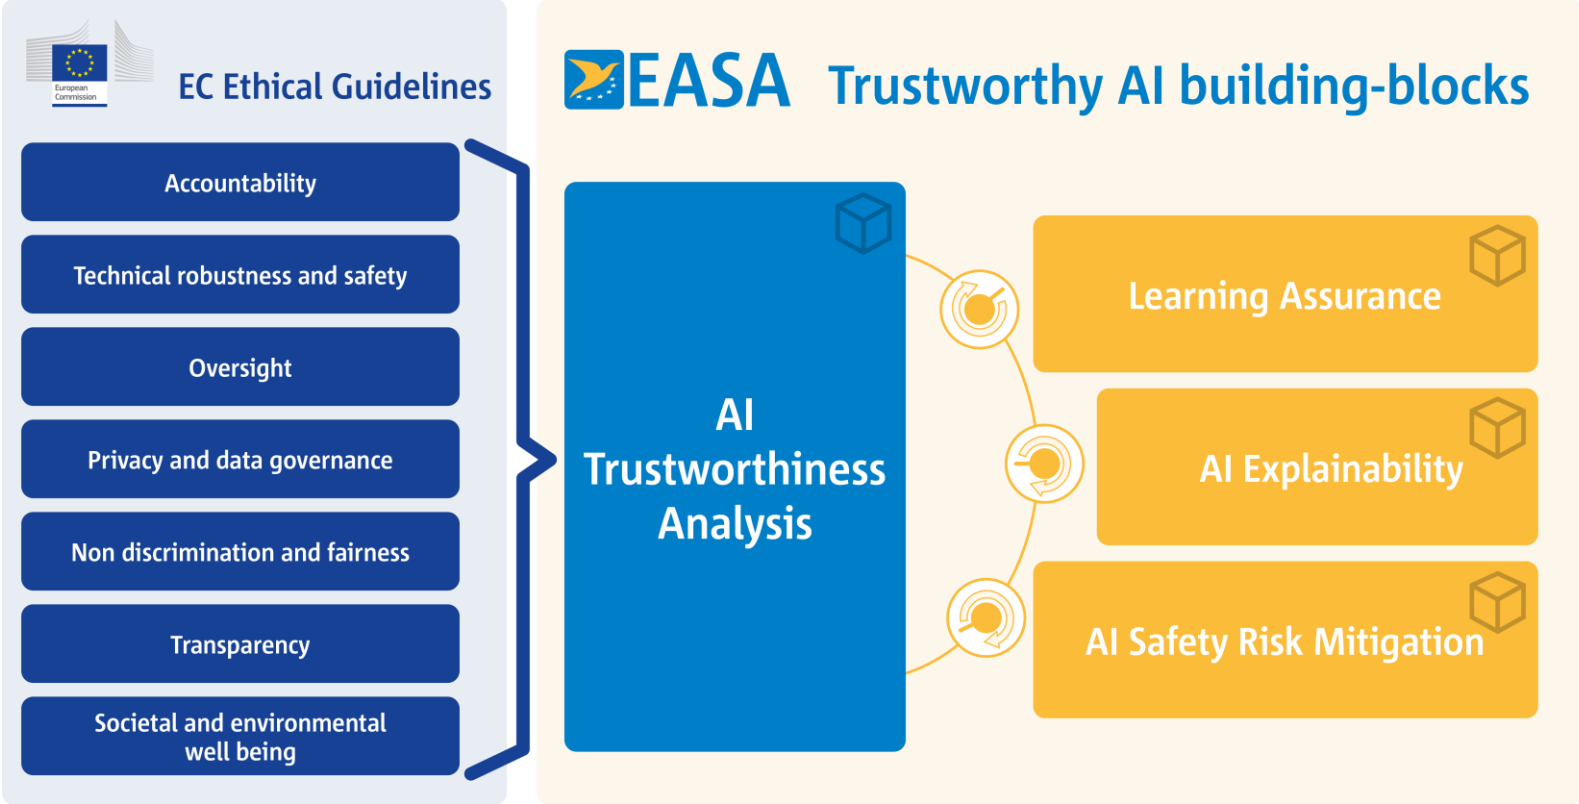 European
Commission
EC Ethical Guidelines
Accountability
Technical robustness and safety
Oversight
Privacy and data governance
Non discrimination and fairness
Transparency
Societal and environmental
well being
EASA Trustworthy AI building-blocks
AI
Trustworthiness
Analysis
Learning Assurance
AI Explainability
AI Safety Risk Mitigation